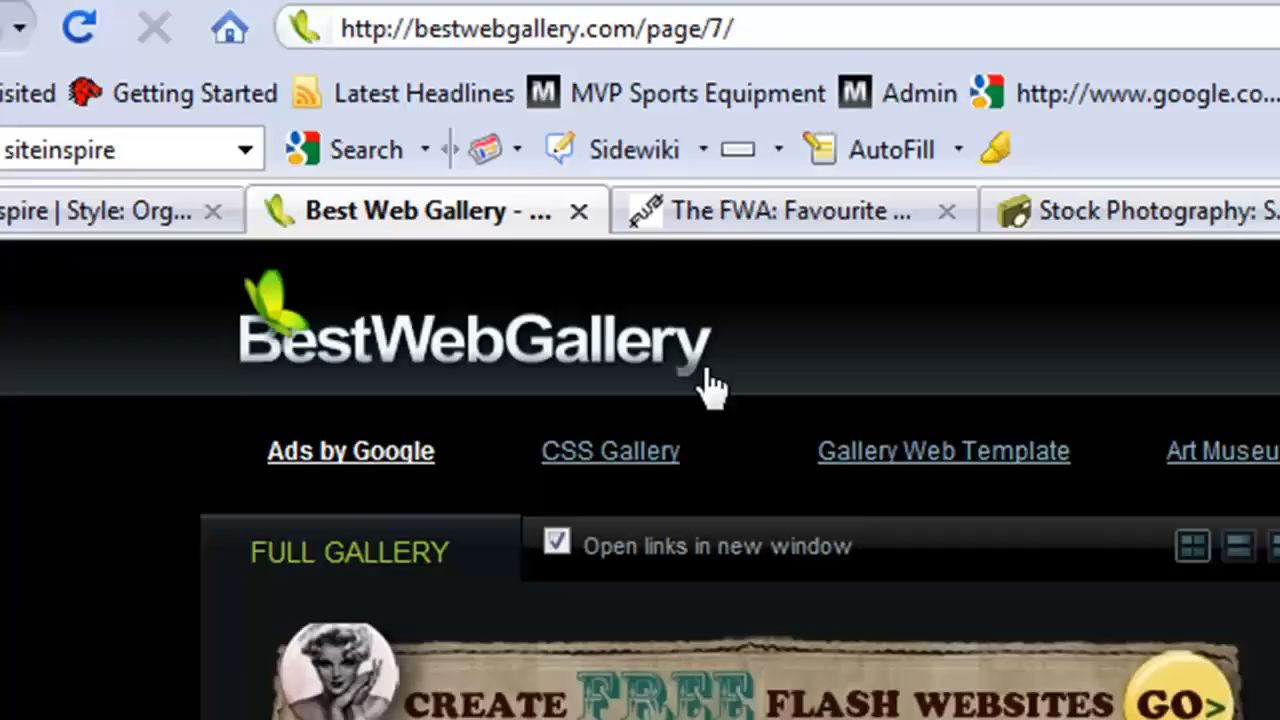 http://bestwebgallery.com/page/7/
isited Getting Started Latest Headlines M MVP Sports Equipment M Admin http://www.google.co...
siteinspire Search Sidewiki AutoFill
spire | Style: Org... Best Web Gallery - ... The FWA: Favourite ... Stock Photography: S...
BestWebGallery
Ads by Google CSS Gallery Gallery Web Template Art Museu
FULL GALLERY Open links in new window
CREATE FREE FLASH WEBSITES GO>